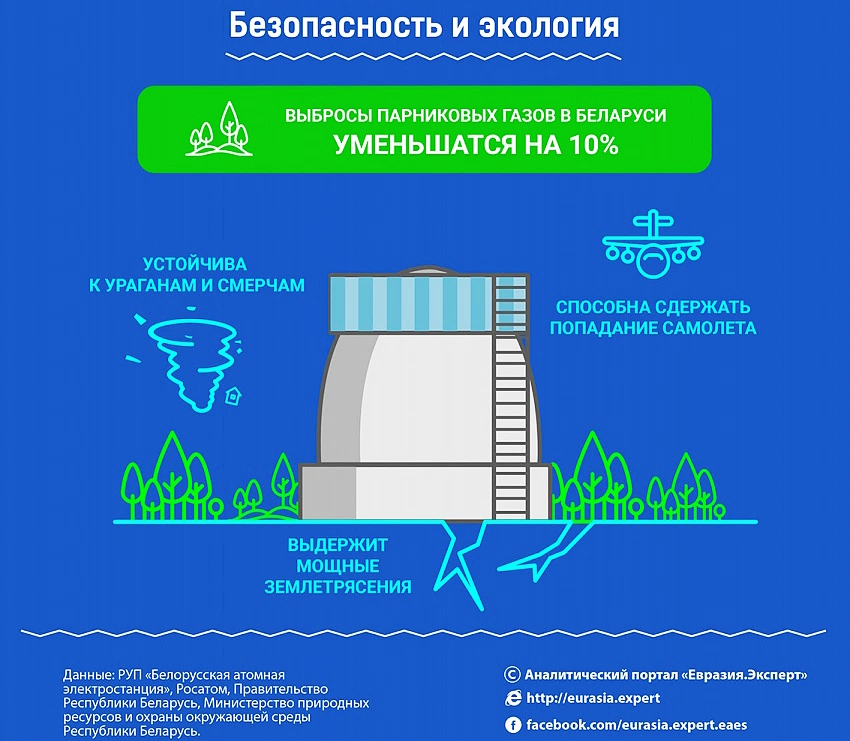 Безопасность и экология
ВЫБРОСЫ ПАРНИКОВЫХ ГАЗОВ В БЕЛАРУСИ
УМЕНЬШАТСЯ НА 10%
УСТОЙЧИВА
К УРАГАНАМ И СМЕРЧАМ
СПОСОБНА СДЕРЖАТЬ
ПОПАДАНИЕ САМОЛЕТА
ВЫДЕРЖИТ
МОЩНЫЕ
ЗЕМЛЕТРЯСЕНИЯ
Данные: РУП «Белорусская атомная
электростанция», Росатом, Правительство
Республики Беларусь, Министерство природных
ресурсов и охраны окружающей среды
Республики Беларусь.
© Аналитический портал «Евразия.Эксперт»
http://eurasia.expert
facebook.com/eurasia.expert.eaes